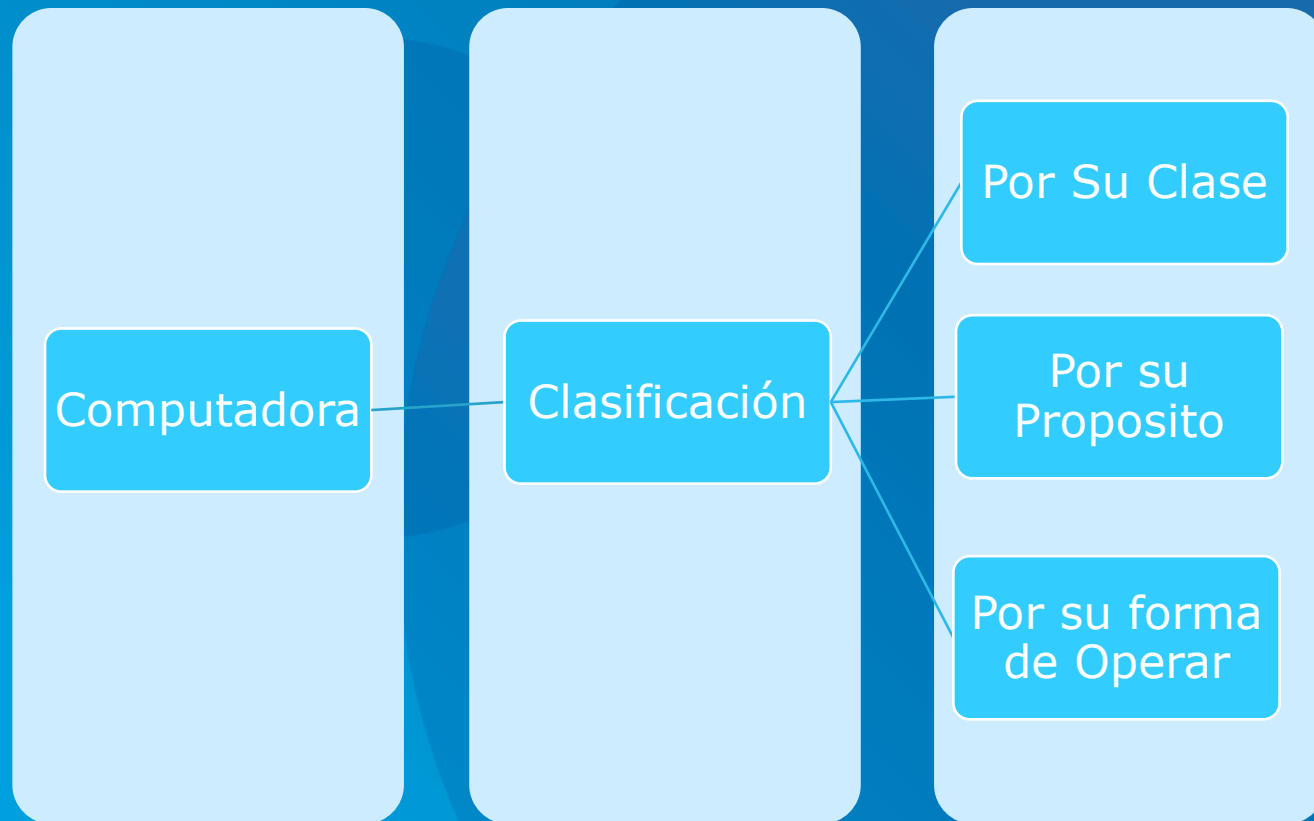 Computadora
Clasificación
Por Su Clase
Por su
Proposito
Por su forma
de Operar